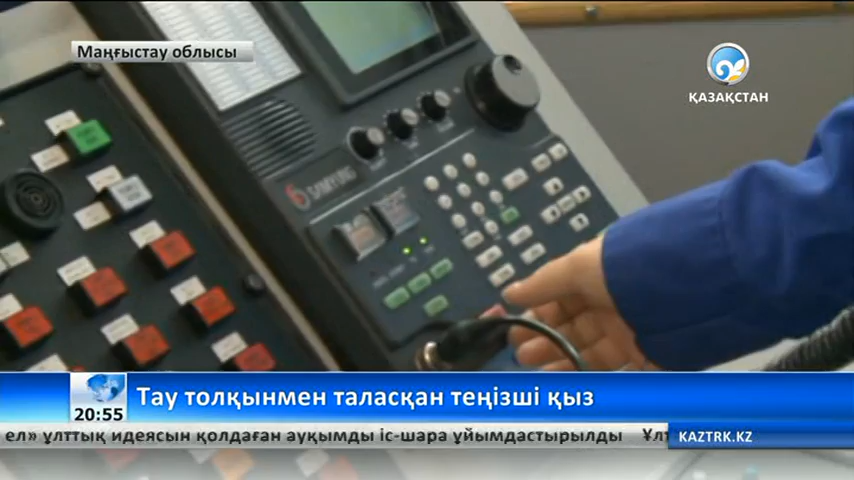 Маңғыстау облысы
ҚАЗАҚСТАН
SAMYUNG
Тау толқынмен таласқан теңізші қыз
20:55
ел» ұлттық идеясын қолдаған ауқымды іс-шара ұйымдастырылды Ұлт
KAZTRK.KZ